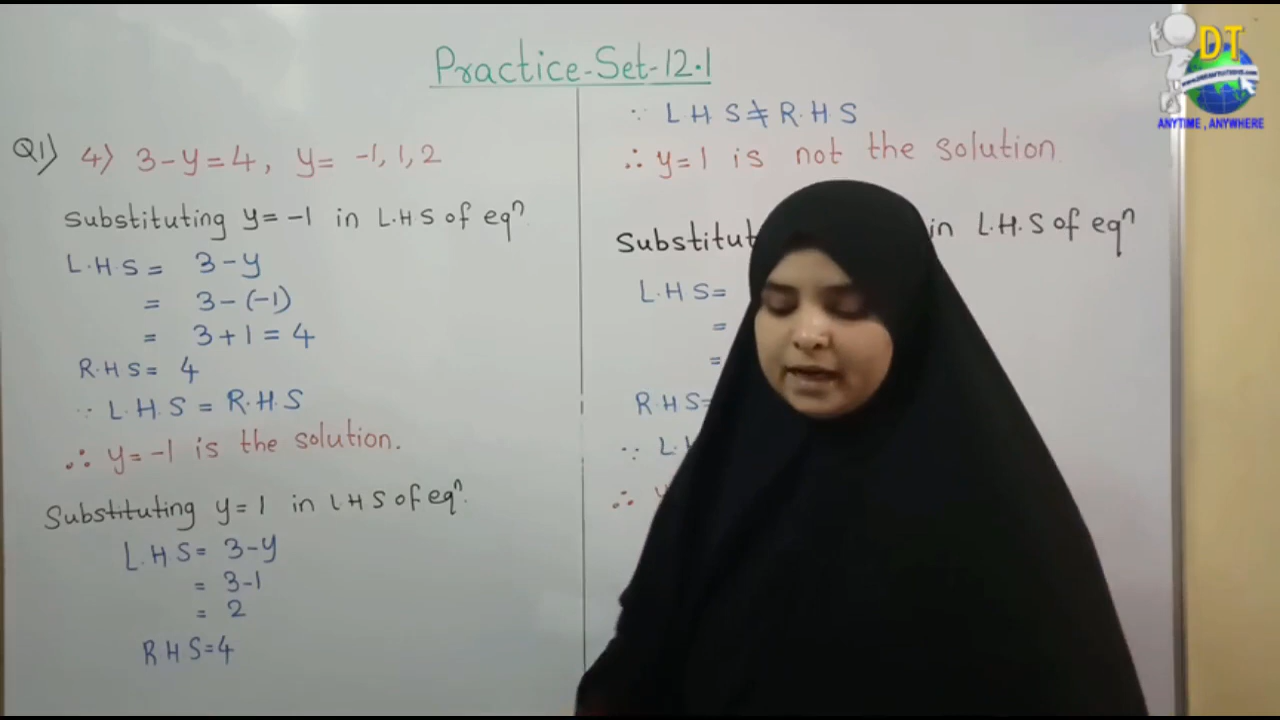 Practice-Set-12.1
Q1) 4) 3-y=4, y= -1, 1, 2
Substituting y=-1 in L.H.S of eqⁿ
L.H.S = 3-y
= 3-(-1)
= 3+1 = 4
R.H.S = 4
∵ L.H.S = R.H.S
∴ y=-1 is the solution.
Substituting y=1 in L.H.S of eqⁿ.
L.H.S = 3-y
= 3-1
= 2
R.H.S = 4
∵ L.H.S ≠ R.H.S
∴ y=1 is not the solution.
in L.H.S of eqⁿ
L.H.S =
=
=
R.H.S =
∵
∴
DT
ANYTIME, ANYWHERE